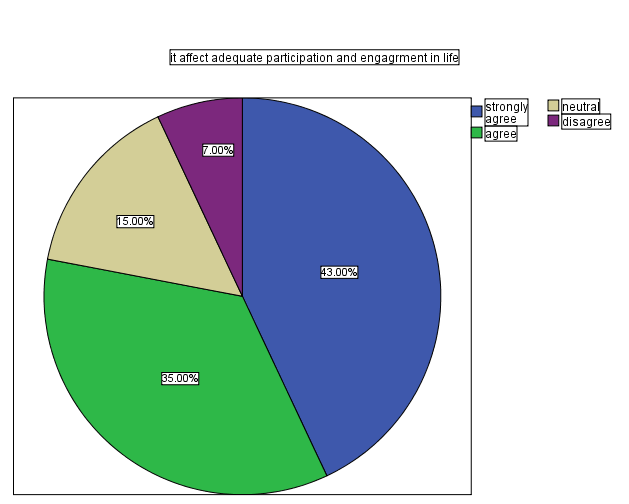 it affect adequate participation and engagrment in life
strongly
agree
agree
neutral
disagree
7.00%
15.00%
43.00%
35.00%